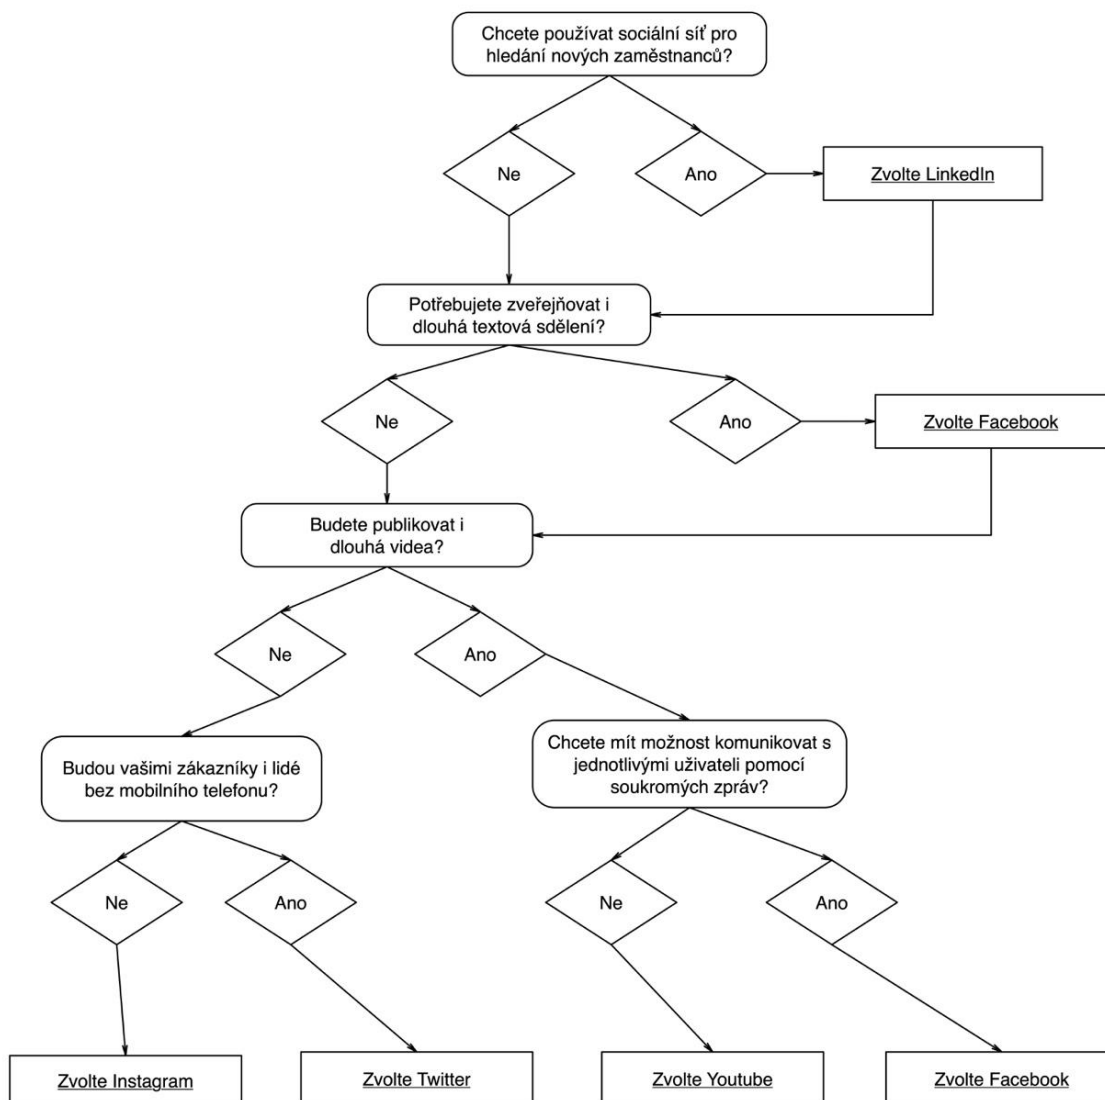 Chcete používat sociální síť pro
hledání nových zaměstnanců?
Ne
Ano
Zvolte LinkedIn
Potřebujete zveřejňovat i
dlouhá textová sdělení?
Ne
Ano
Zvolte Facebook
Budete publikovat i
dlouhá videa?
Ne
Ano
Budou vašimi zákazníky i lidé
bez mobilního telefonu?
Chcete mít možnost komunikovat s
jednotlivými uživateli pomocí
soukromých zpráv?
Ne
Ano
Ne
Ano
Zvolte Instagram
Zvolte Twitter
Zvolte Youtube
Zvolte Facebook